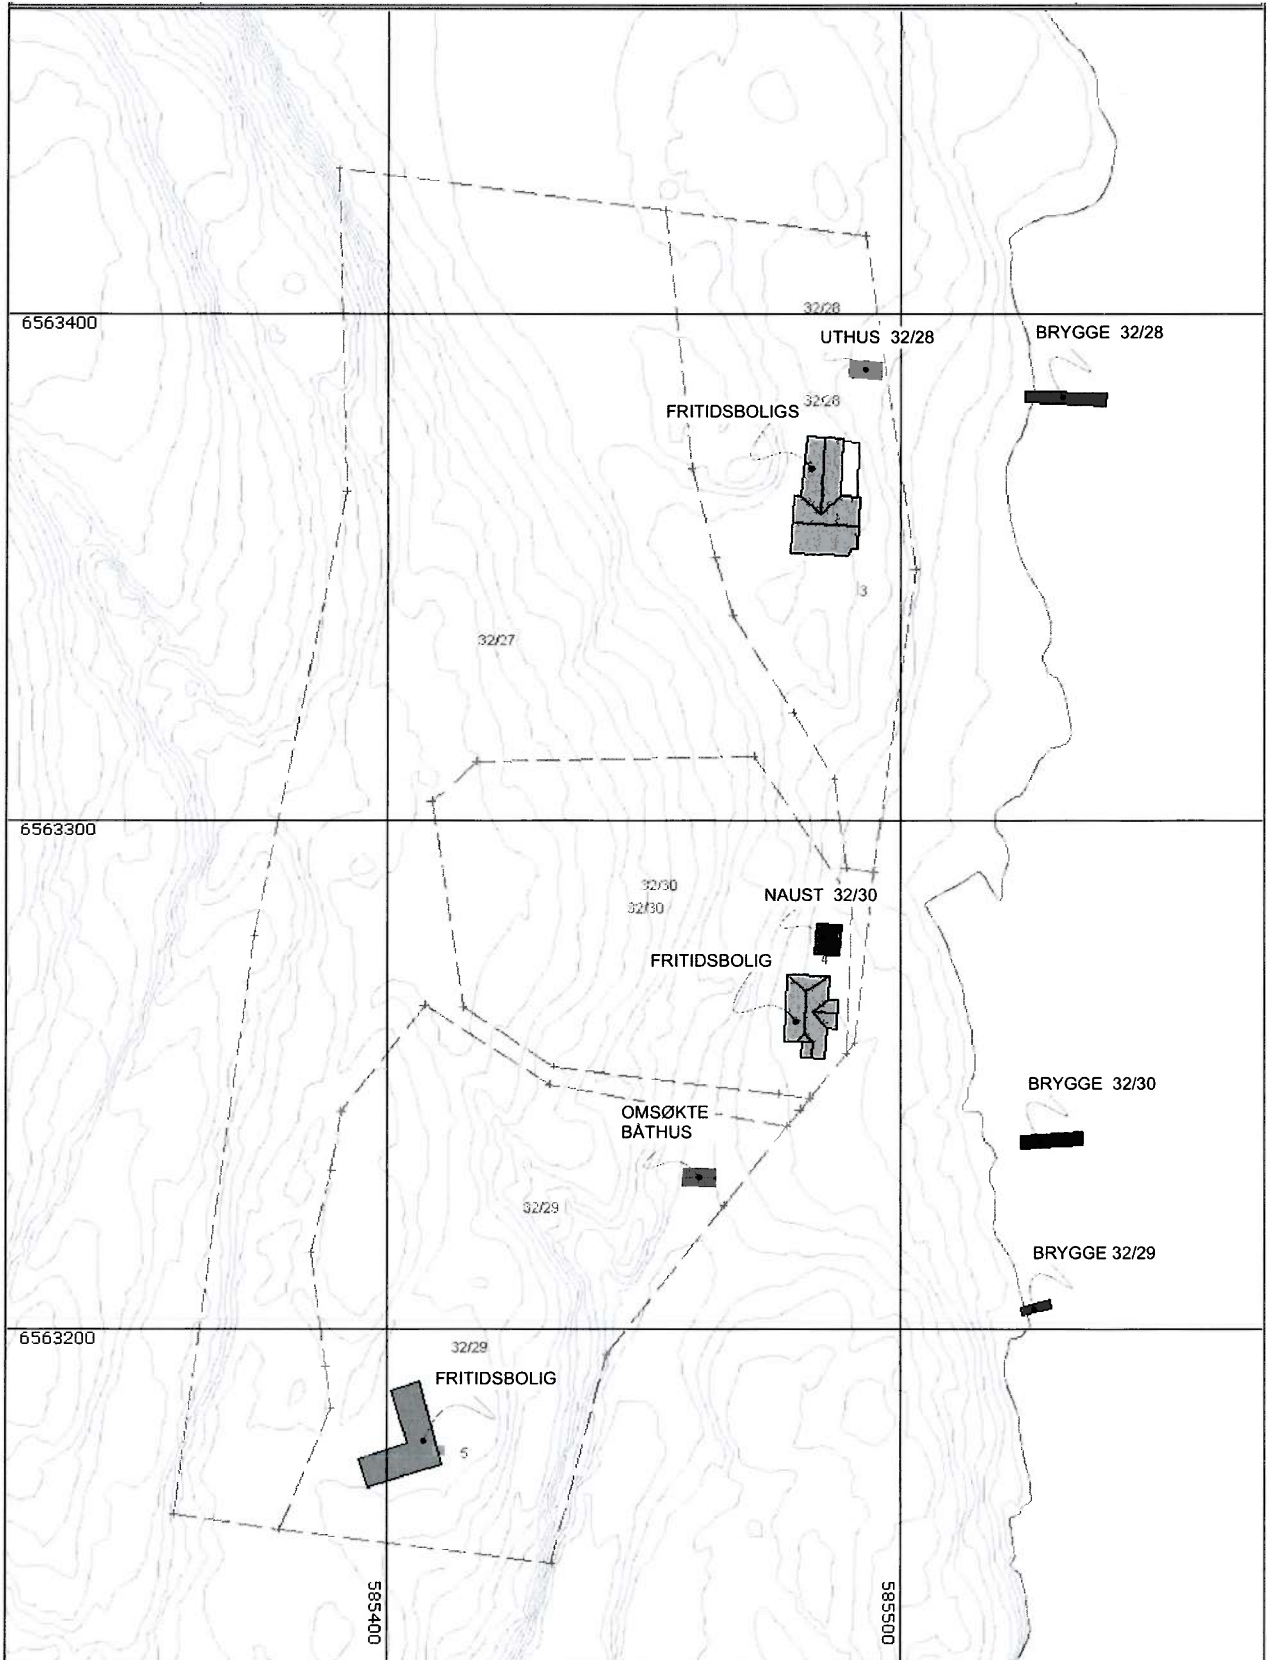 32/28
6563400
UTHUS 32/28
BRYGGE 32/28
32/28
FRITIDSBOLIGS
3
32/27
6563300
32/30
NAUST 32/30
32/30
4
FRITIDSBOLIG
BRYGGE 32/30
OMSØKTE
BÅTHUS
32/29
BRYGGE 32/29
6563200
32/29
FRITIDSBOLIG
5
585400
585500